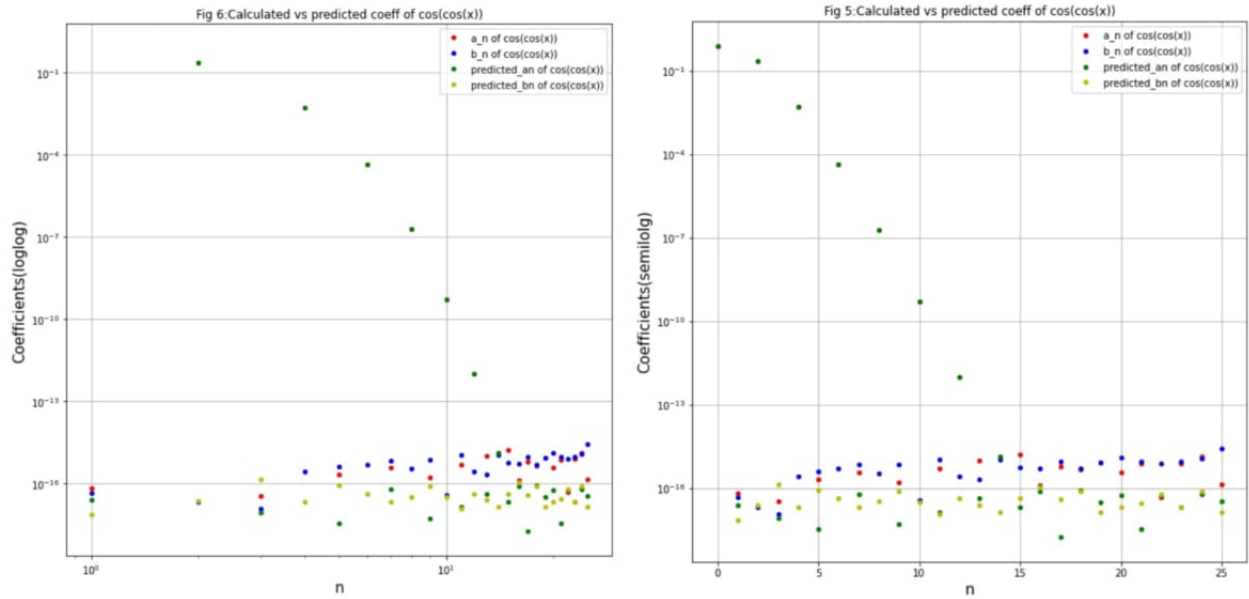 Fig 6:Calculated vs predicted coeff of cos(cos(x))
a_n of cos(cos(x))
b_n of cos(cos(x))
predicted_an of cos(cos(x))
predicted_bn of cos(cos(x))
Coefficients(loglog)
10⁻¹
10⁻⁴
10⁻⁷
10⁻¹⁰
10⁻¹³
10⁻¹⁶
10⁰
10¹
n
Fig 5:Calculated vs predicted coeff of cos(cos(x))
a_n of cos(cos(x))
b_n of cos(cos(x))
predicted_an of cos(cos(x))
predicted_bn of cos(cos(x))
Coefficients(semilolg)
10⁻¹
10⁻⁴
10⁻⁷
10⁻¹⁰
10⁻¹³
10⁻¹⁶
0 5 10 15 20 25
n